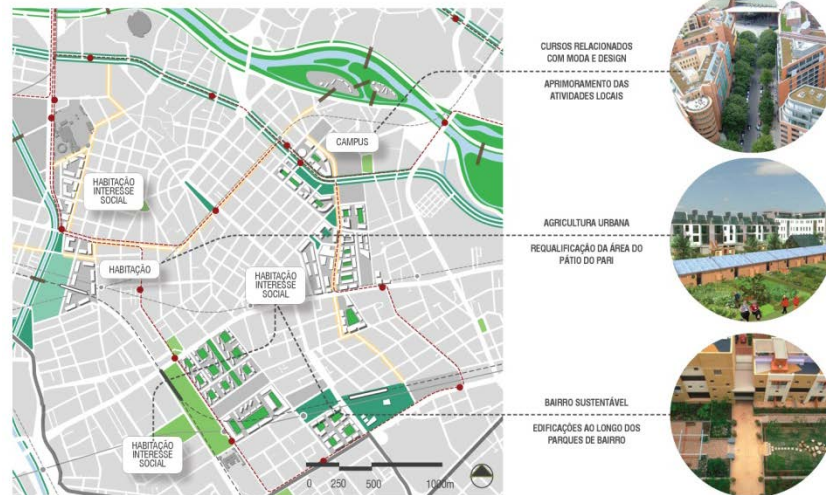 CURSOS RELACIONADOS
COM MODA E DESIGN
APRIMORAMENTO DAS
ATIVIDADES LOCAIS
CAMPUS
HABITAÇÃO
INTERESSE
SOCIAL
AGRICULTURA URBANA
REQUALIFICAÇÃO DA ÁREA DO
PÁTIO DO PARI
HABITAÇÃO
HABITAÇÃO
INTERESSE
SOCIAL
BAIRRO SUSTENTÁVEL
EDIFICAÇÕES AO LONGO DOS
PARQUES DE BAIRRO
HABITAÇÃO
INTERESSE
SOCIAL
0 250 500 1000m